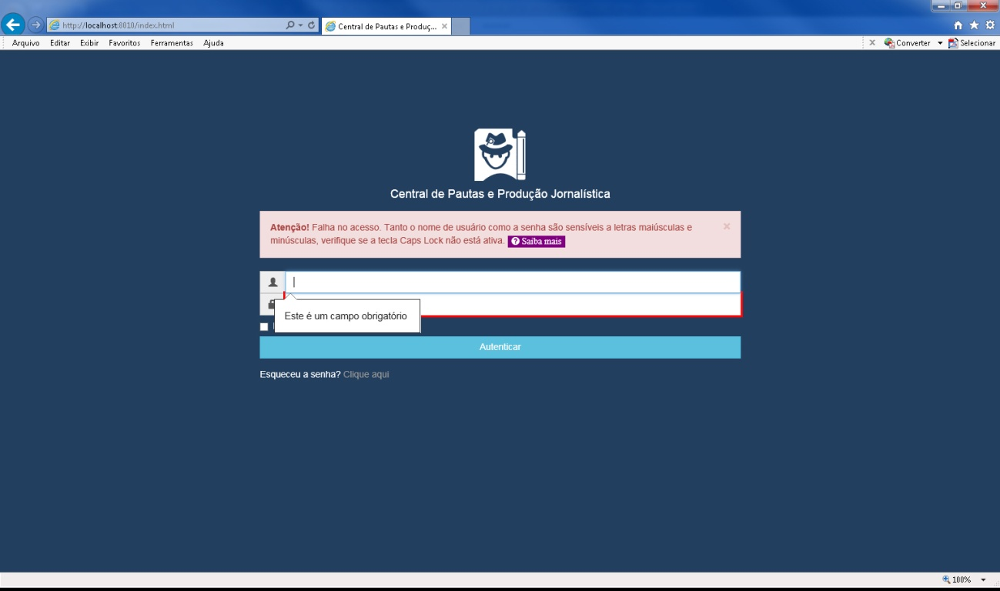 http://localhost:8010/index.html
Central de Pautas e Produç...
Arquivo Editar Exibir Favoritos Ferramentas Ajuda
Converter Selecionar
Central de Pautas e Produção Jornalística
Atenção! Falha no acesso. Tanto o nome de usuário como a senha são sensíveis a letras maiúsculas e
minúsculas, verifique se a tecla Caps Lock não está ativa. Saiba mais
Este é um campo obrigatório
Autenticar
Esqueceu a senha? Clique aqui
100%